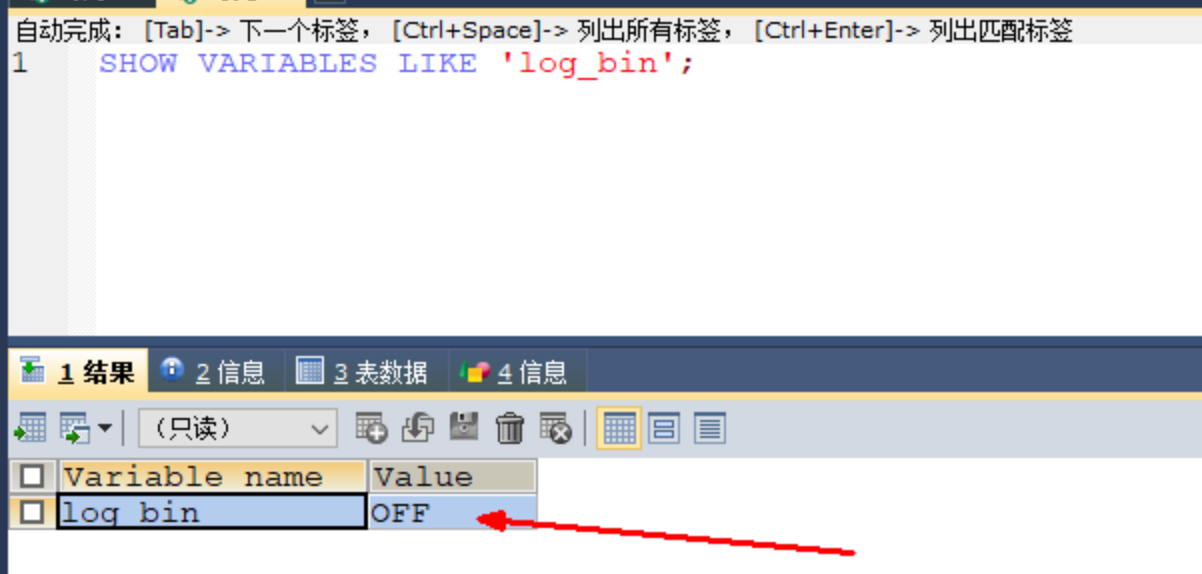 自动完成: [Tab]-> 下一个标签, [Ctrl+Space]-> 列出所有标签, [Ctrl+Enter]-> 列出匹配标签
1 SHOW VARIABLES LIKE 'log_bin';
1 结果 2 信息 3 表数据 4 信息
(只读)
Variable name Value
log bin OFF